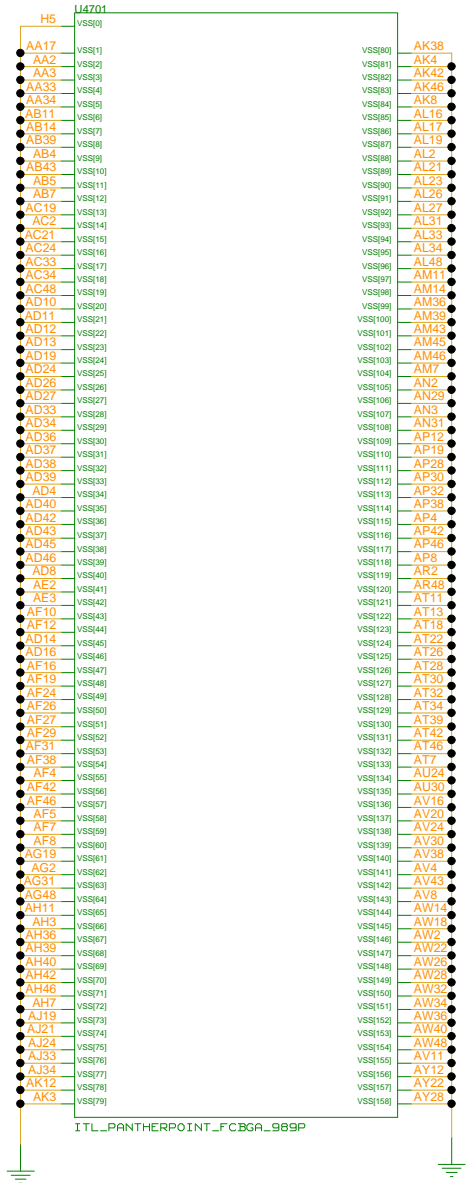 U4701
H5 VSS[0]
AA17 VSS[1] VSS[80] AK38
AA2 VSS[2] VSS[81] AK4
AA3 VSS[3] VSS[82] AK42
AA33 VSS[4] VSS[83] AK46
AA34 VSS[5] VSS[84] AK8
AB11 VSS[6] VSS[85] AL16
AB14 VSS[7] VSS[86] AL17
AB39 VSS[8] VSS[87] AL19
AB4 VSS[9] VSS[88] AL2
AB43 VSS[10] VSS[89] AL21
AB5 VSS[11] VSS[90] AL23
AB7 VSS[12] VSS[91] AL26
AC19 VSS[13] VSS[92] AL27
AC2 VSS[14] VSS[93] AL31
AC21 VSS[15] VSS[94] AL33
AC24 VSS[16] VSS[95] AL34
AC33 VSS[17] VSS[96] AL48
AC34 VSS[18] VSS[97] AM11
AC48 VSS[19] VSS[98] AM14
AD10 VSS[20] VSS[99] AM36
AD11 VSS[21] VSS[100] AM39
AD12 VSS[22] VSS[101] AM43
AD13 VSS[23] VSS[102] AM45
AD19 VSS[24] VSS[103] AM46
AD24 VSS[25] VSS[104] AM7
AD26 VSS[26] VSS[105] AN2
AD27 VSS[27] VSS[106] AN29
AD33 VSS[28] VSS[107] AN3
AD34 VSS[29] VSS[108] AN31
AD36 VSS[30] VSS[109] AP12
AD37 VSS[31] VSS[110] AP19
AD38 VSS[32] VSS[111] AP28
AD39 VSS[33] VSS[112] AP30
AD4 VSS[34] VSS[113] AP32
AD40 VSS[35] VSS[114] AP38
AD42 VSS[36] VSS[115] AP4
AD43 VSS[37] VSS[116] AP42
AD45 VSS[38] VSS[117] AP46
AD46 VSS[39] VSS[118] AP8
AD8 VSS[40] VSS[119] AR2
AE2 VSS[41] VSS[120] AR48
AE3 VSS[42] VSS[121] AT11
AF10 VSS[43] VSS[122] AT13
AF12 VSS[44] VSS[123] AT18
AD14 VSS[45] VSS[124] AT22
AD16 VSS[46] VSS[125] AT26
AF16 VSS[47] VSS[126] AT28
AF19 VSS[48] VSS[127] AT30
AF24 VSS[49] VSS[128] AT32
AF26 VSS[50] VSS[129] AT34
AF27 VSS[51] VSS[130] AT39
AF29 VSS[52] VSS[131] AT42
AF31 VSS[53] VSS[132] AT46
AF38 VSS[54] VSS[133] AT7
AF4 VSS[55] VSS[134] AU24
AF42 VSS[56] VSS[135] AU30
AF46 VSS[57] VSS[136] AV16
AF5 VSS[58] VSS[137] AV20
AF7 VSS[59] VSS[138] AV24
AF8 VSS[60] VSS[139] AV30
AG19 VSS[61] VSS[140] AV38
AG2 VSS[62] VSS[141] AV4
AG31 VSS[63] VSS[142] AV43
AG48 VSS[64] VSS[143] AV8
AH11 VSS[65] VSS[144] AW14
AH3 VSS[66] VSS[145] AW18
AH36 VSS[67] VSS[146] AW2
AH39 VSS[68] VSS[147] AW22
AH40 VSS[69] VSS[148] AW26
AH42 VSS[70] VSS[149] AW28
AH46 VSS[71] VSS[150] AW32
AH7 VSS[72] VSS[151] AW34
AJ19 VSS[73] VSS[152] AW36
AJ21 VSS[74] VSS[153] AW40
AJ24 VSS[75] VSS[154] AW48
AJ33 VSS[76] VSS[155] AV11
AJ34 VSS[77] VSS[156] AY12
AK12 VSS[78] VSS[157] AY22
AK3 VSS[79] VSS[158] AY28
ITL_PANTHERPOINT_FCBGA_989P